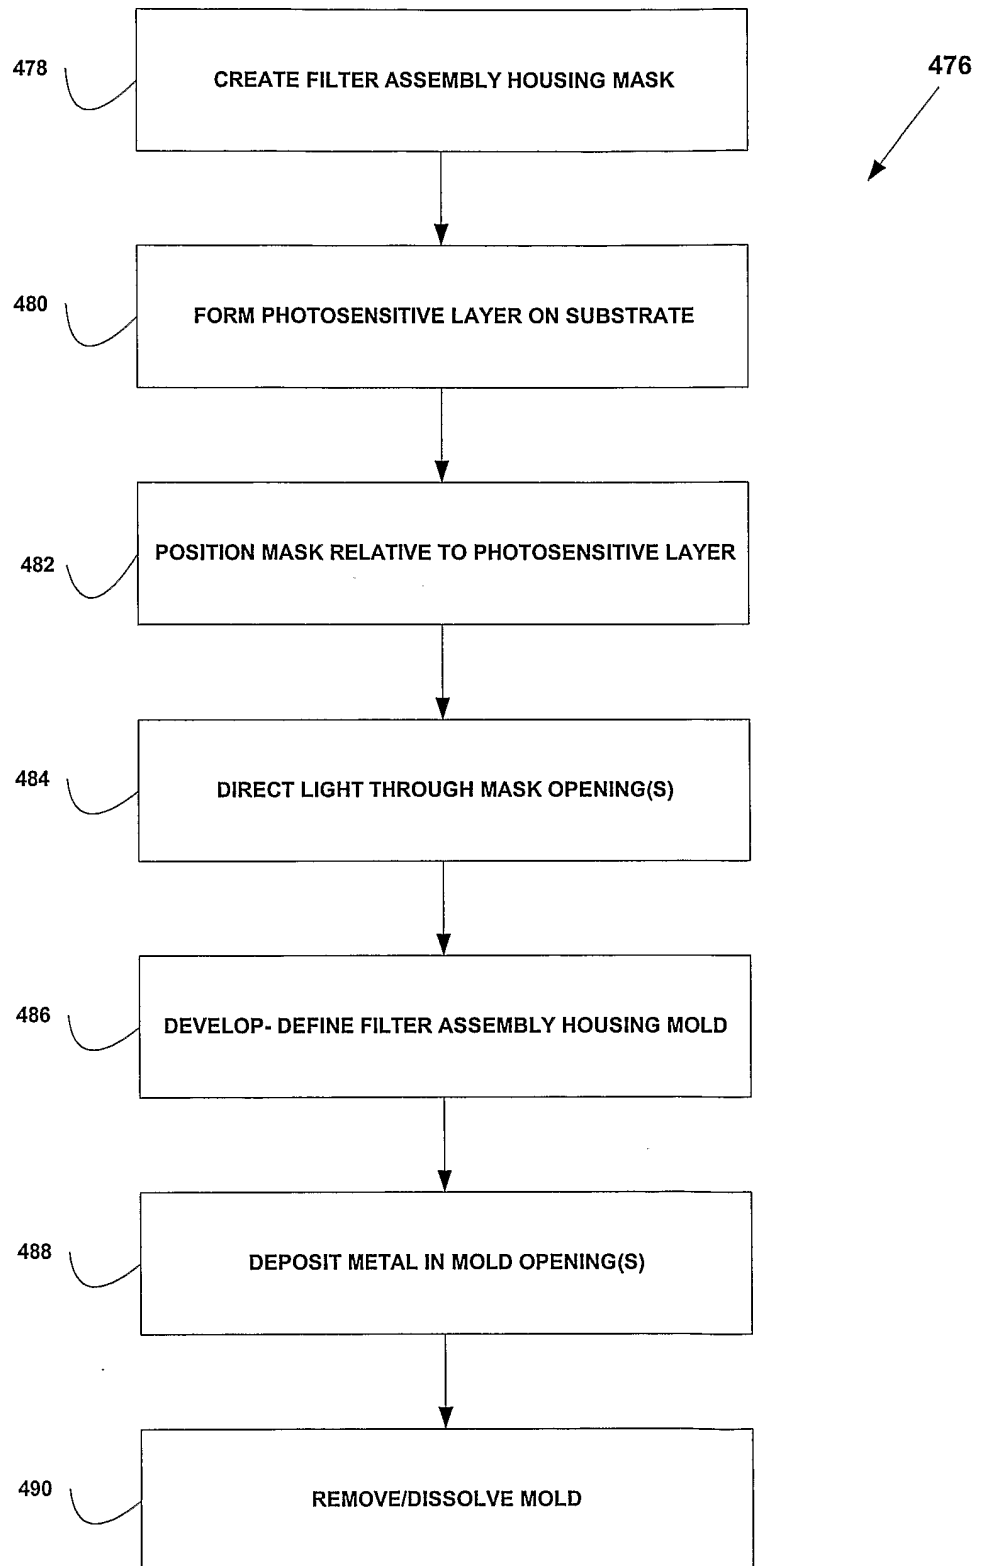 478
CREATE FILTER ASSEMBLY HOUSING MASK
476
480
FORM PHOTOSENSITIVE LAYER ON SUBSTRATE
482
POSITION MASK RELATIVE TO PHOTOSENSITIVE LAYER
484
DIRECT LIGHT THROUGH MASK OPENING(S)
486
DEVELOP- DEFINE FILTER ASSEMBLY HOUSING MOLD
488
DEPOSIT METAL IN MOLD OPENING(S)
490
REMOVE/DISSOLVE MOLD